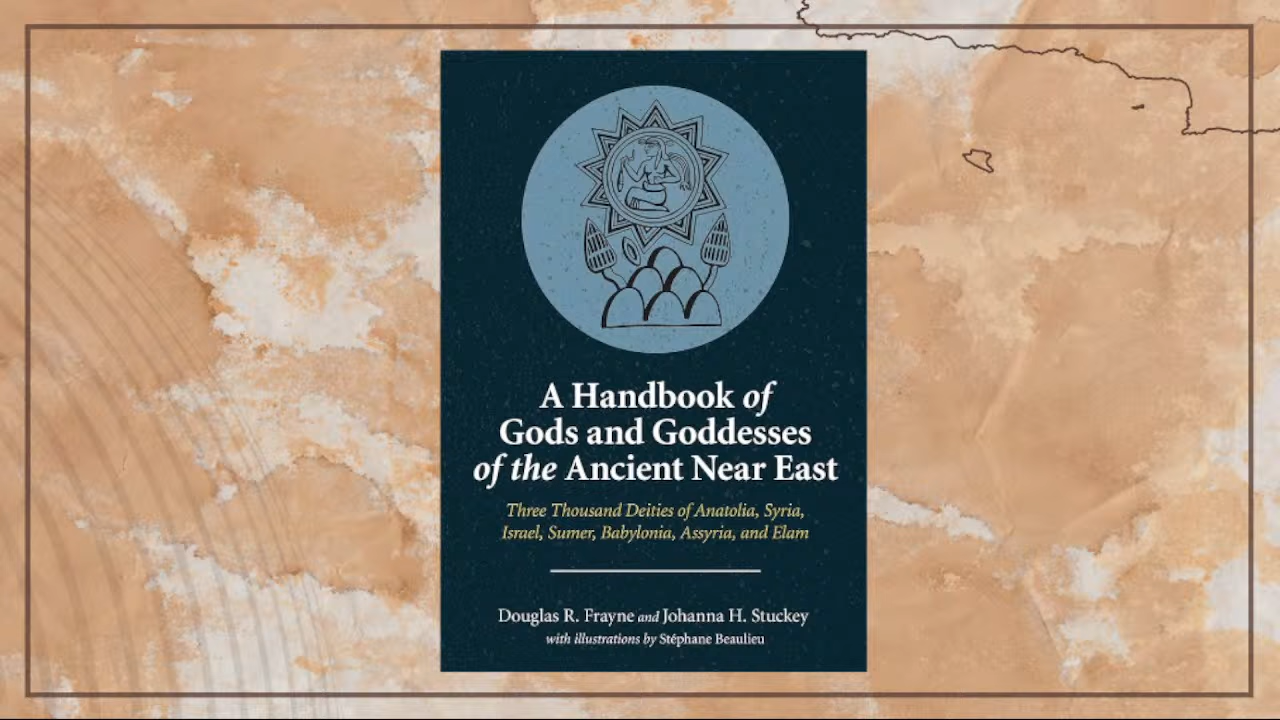 A Handbook of
Gods and Goddesses
of the Ancient Near East
Three Thousand Deities of Anatolia, Syria,
Israel, Sumer, Babylonia, Assyria, and Elam
Douglas R. Frayne and Johanna H. Stuckey
with illustrations by Stéphane Beaulieu